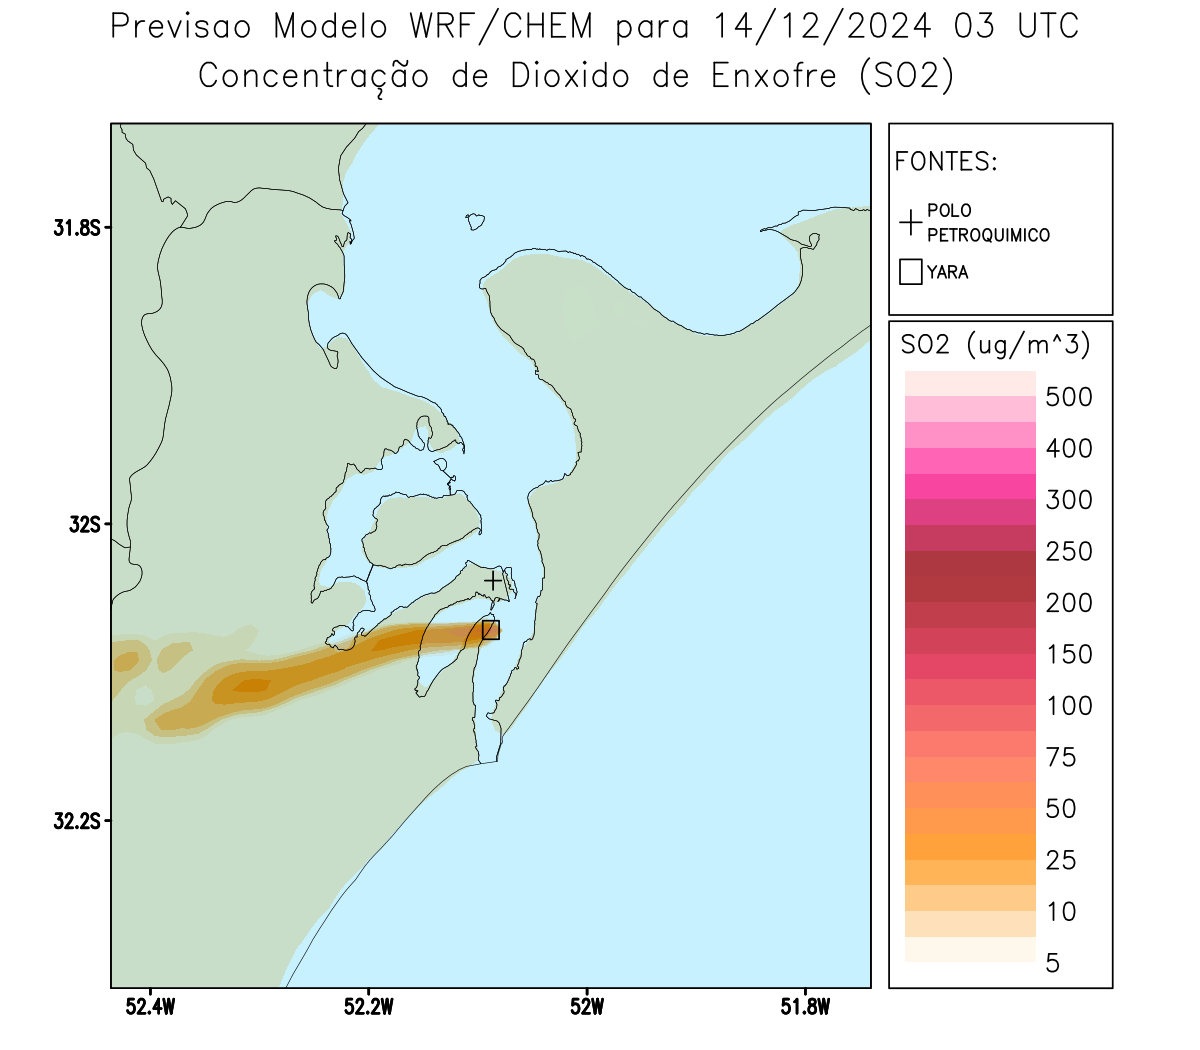 Previsao Modelo WRF/CHEM para 14/12/2024 03 UTC
Concentração de Dioxido de Enxofre (SO2)
FONTES:
POLO
PETROQUIMICO
YARA
SO2 (ug/m^3)
500
400
300
250
200
150
100
75
50
25
10
5
31.8S
32S
32.2S
52.4W
52.2W
52W
51.8W